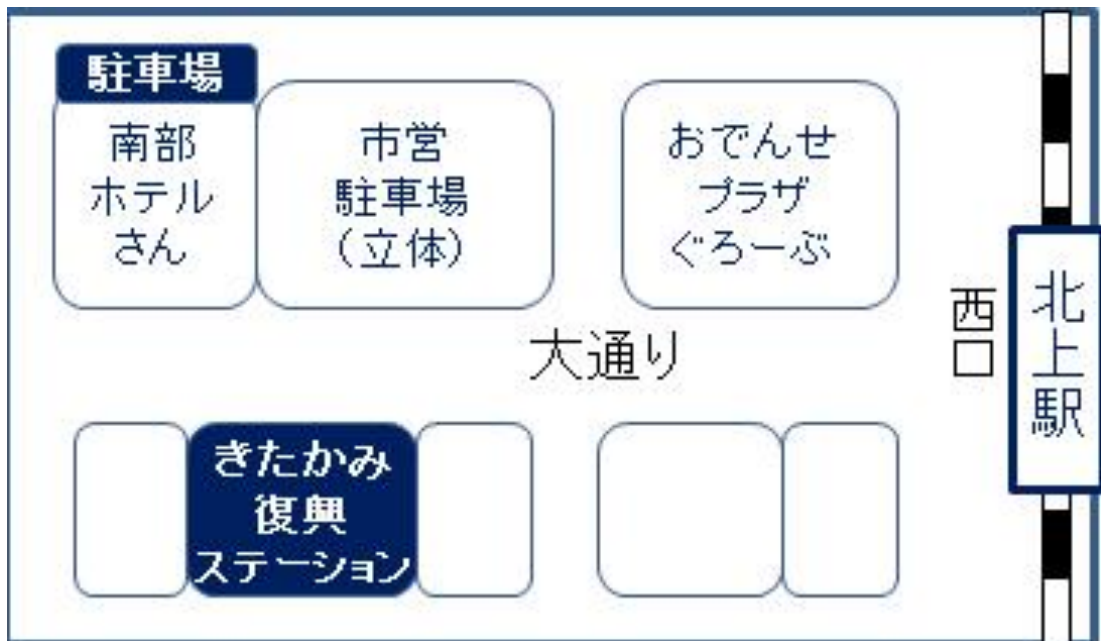 駐車場
南部
ホテル
さん
市営
駐車場
(立体)
おでんせ
プラザ
ぐろーぶ
大通り
西口
北上駅
きたかみ
復興
ステーション